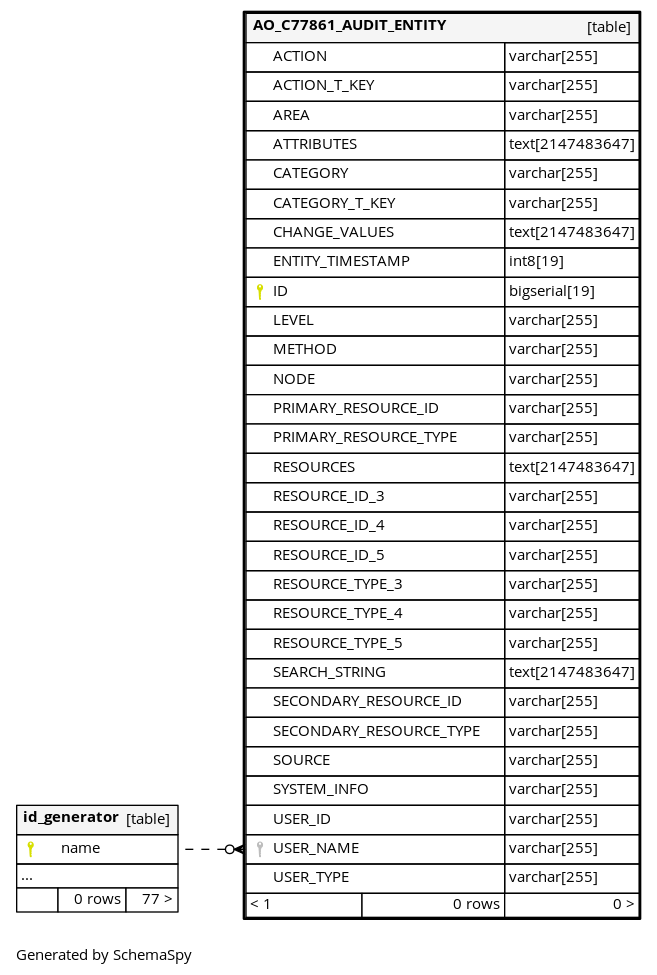 AO_C77861_AUDIT_ENTITY [table]
ACTION varchar[255]
ACTION_T_KEY varchar[255]
AREA varchar[255]
ATTRIBUTES text[2147483647]
CATEGORY varchar[255]
CATEGORY_T_KEY varchar[255]
CHANGE_VALUES text[2147483647]
ENTITY_TIMESTAMP int8[19]
ID bigserial[19]
LEVEL varchar[255]
METHOD varchar[255]
NODE varchar[255]
PRIMARY_RESOURCE_ID varchar[255]
PRIMARY_RESOURCE_TYPE varchar[255]
RESOURCES text[2147483647]
RESOURCE_ID_3 varchar[255]
RESOURCE_ID_4 varchar[255]
RESOURCE_ID_5 varchar[255]
RESOURCE_TYPE_3 varchar[255]
RESOURCE_TYPE_4 varchar[255]
RESOURCE_TYPE_5 varchar[255]
SEARCH_STRING text[2147483647]
SECONDARY_RESOURCE_ID varchar[255]
SECONDARY_RESOURCE_TYPE varchar[255]
SOURCE varchar[255]
SYSTEM_INFO varchar[255]
USER_ID varchar[255]
USER_NAME varchar[255]
USER_TYPE varchar[255]
< 1 0 rows 0 >
id_generator [table]
name
...
0 rows 77 >
Generated by SchemaSpy